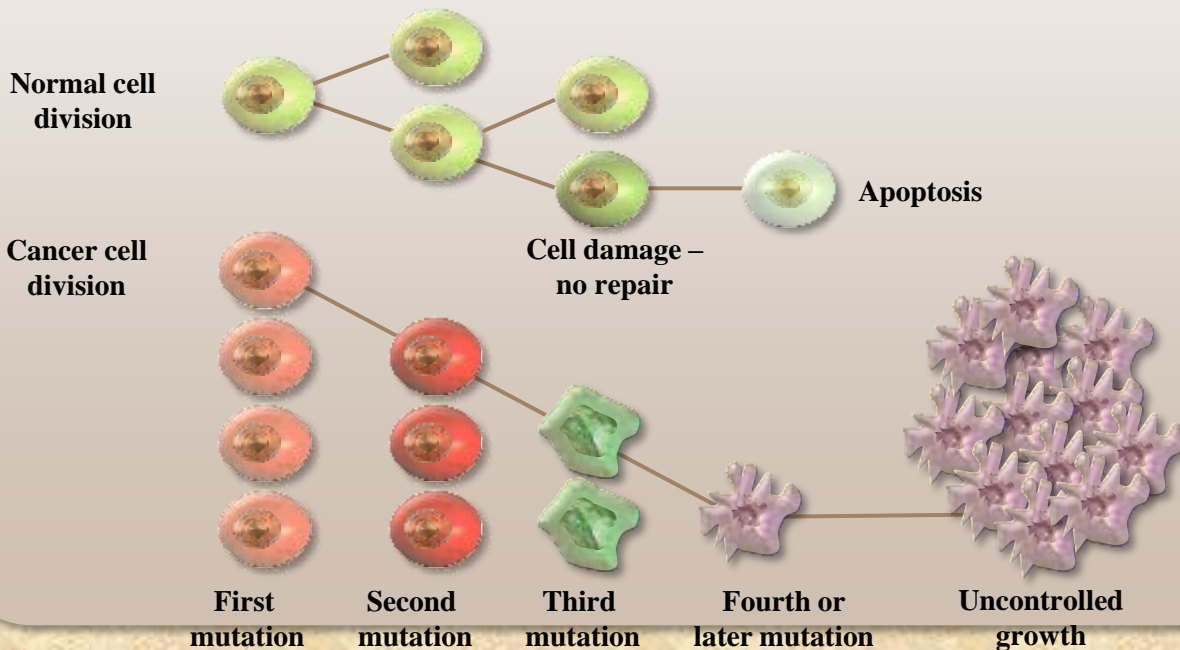 Normal cell
division
Apoptosis
Cancer cell
division
Cell damage –
no repair
First
mutation
Second
mutation
Third
mutation
Fourth or
later mutation
Uncontrolled
growth